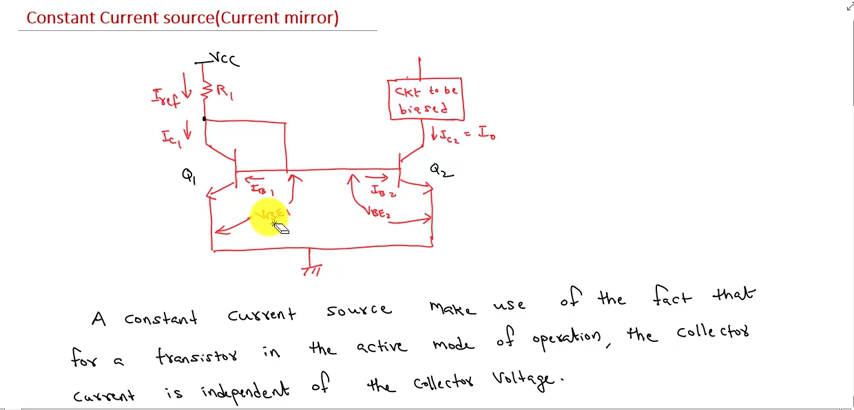 Constant Current source(Current mirror)
VCC
Iref
R1
CKt to be
biased
IC1
IC2 = Io
Q1
Q2
IB1
IB2
VBE1
VBE2
A constant current source make use of the fact that
for a transistor in the active mode of operation, the collector
current is independent of the collector voltage.